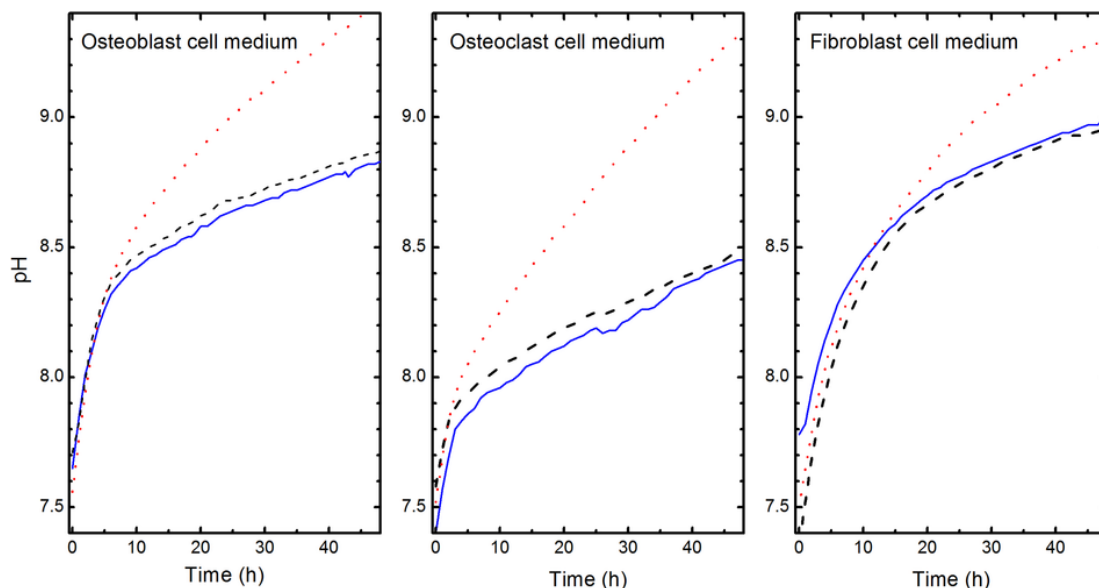 Osteoblast cell medium
Osteoclast cell medium
Fibroblast cell medium
pH
9.0
8.5
8.0
7.5
9.0
8.5
8.0
7.5
9.0
8.5
8.0
7.5
0 10 20 30 40
0 10 20 30 40
0 10 20 30 40
Time (h)
Time (h)
Time (h)